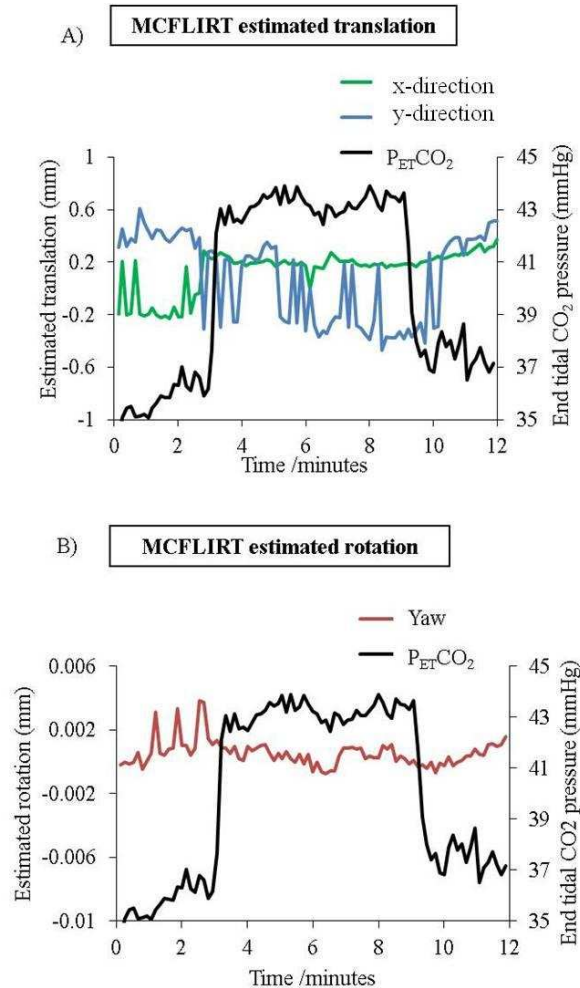 A)
MCFLIRT estimated translation
x-direction
y-direction
PETCO2
Estimated translation (mm)
1
0.6
0.2
-0.2
-0.6
-1
45
43
41
39
37
35
End tidal CO2 pressure (mmHg)
0 2 4 6 8 10 12
Time /minutes
B)
MCFLIRT estimated rotation
Yaw
PETCO2
Estimated rotation (mm)
0.006
0.002
-0.002
-0.006
-0.01
45
43
41
39
37
35
End tidal CO2 pressure (mmHg)
0 2 4 6 8 10 12
Time /minutes